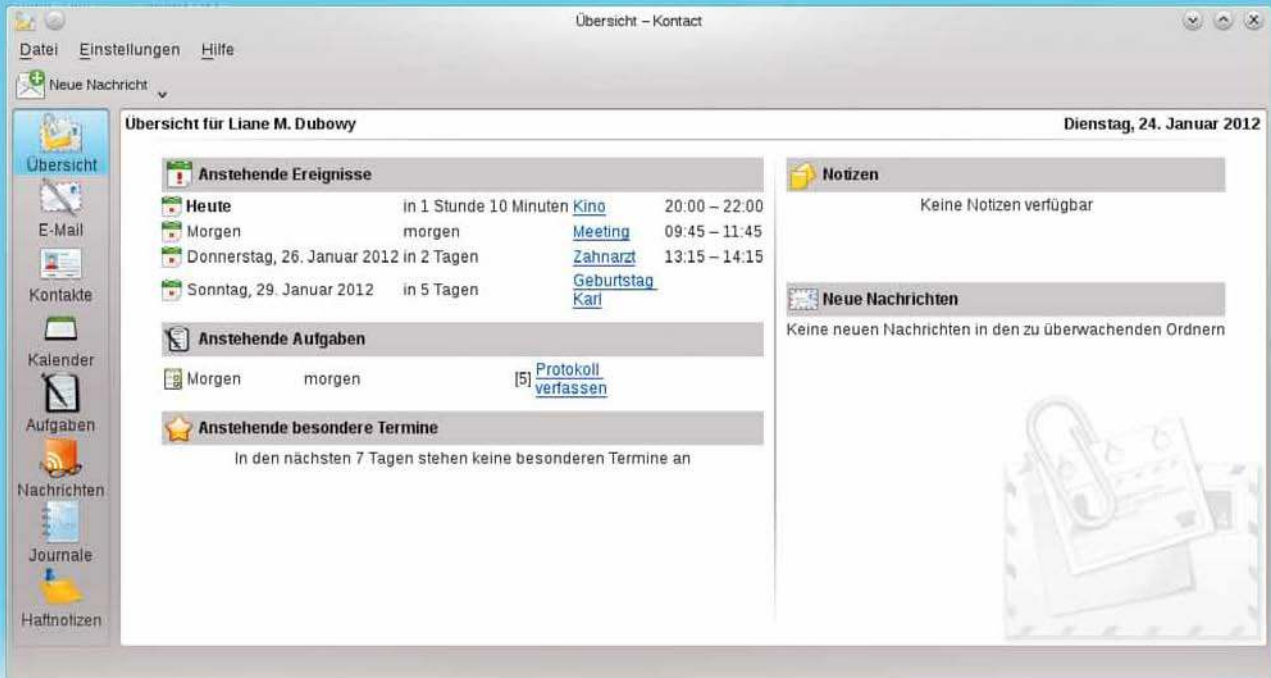 Übersicht – Kontact
Datei Einstellungen Hilfe
Neue Nachricht
Übersicht
E-Mail
Kontakte
Kalender
Aufgaben
Nachrichten
Journale
Haftnotizen
Übersicht für Liane M. Dubowy
Dienstag, 24. Januar 2012
Anstehende Ereignisse
Heute in 1 Stunde 10 Minuten Kino 20:00 – 22:00
Morgen morgen Meeting 09:45 – 11:45
Donnerstag, 26. Januar 2012 in 2 Tagen Zahnarzt 13:15 – 14:15
Sonntag, 29. Januar 2012 in 5 Tagen Geburtstag
Karl
Anstehende Aufgaben
Morgen morgen [5] Protokoll
verfassen
Anstehende besondere Termine
In den nächsten 7 Tagen stehen keine besonderen Termine an
Notizen
Keine Notizen verfügbar
Neue Nachrichten
Keine neuen Nachrichten in den zu überwachenden Ordnern